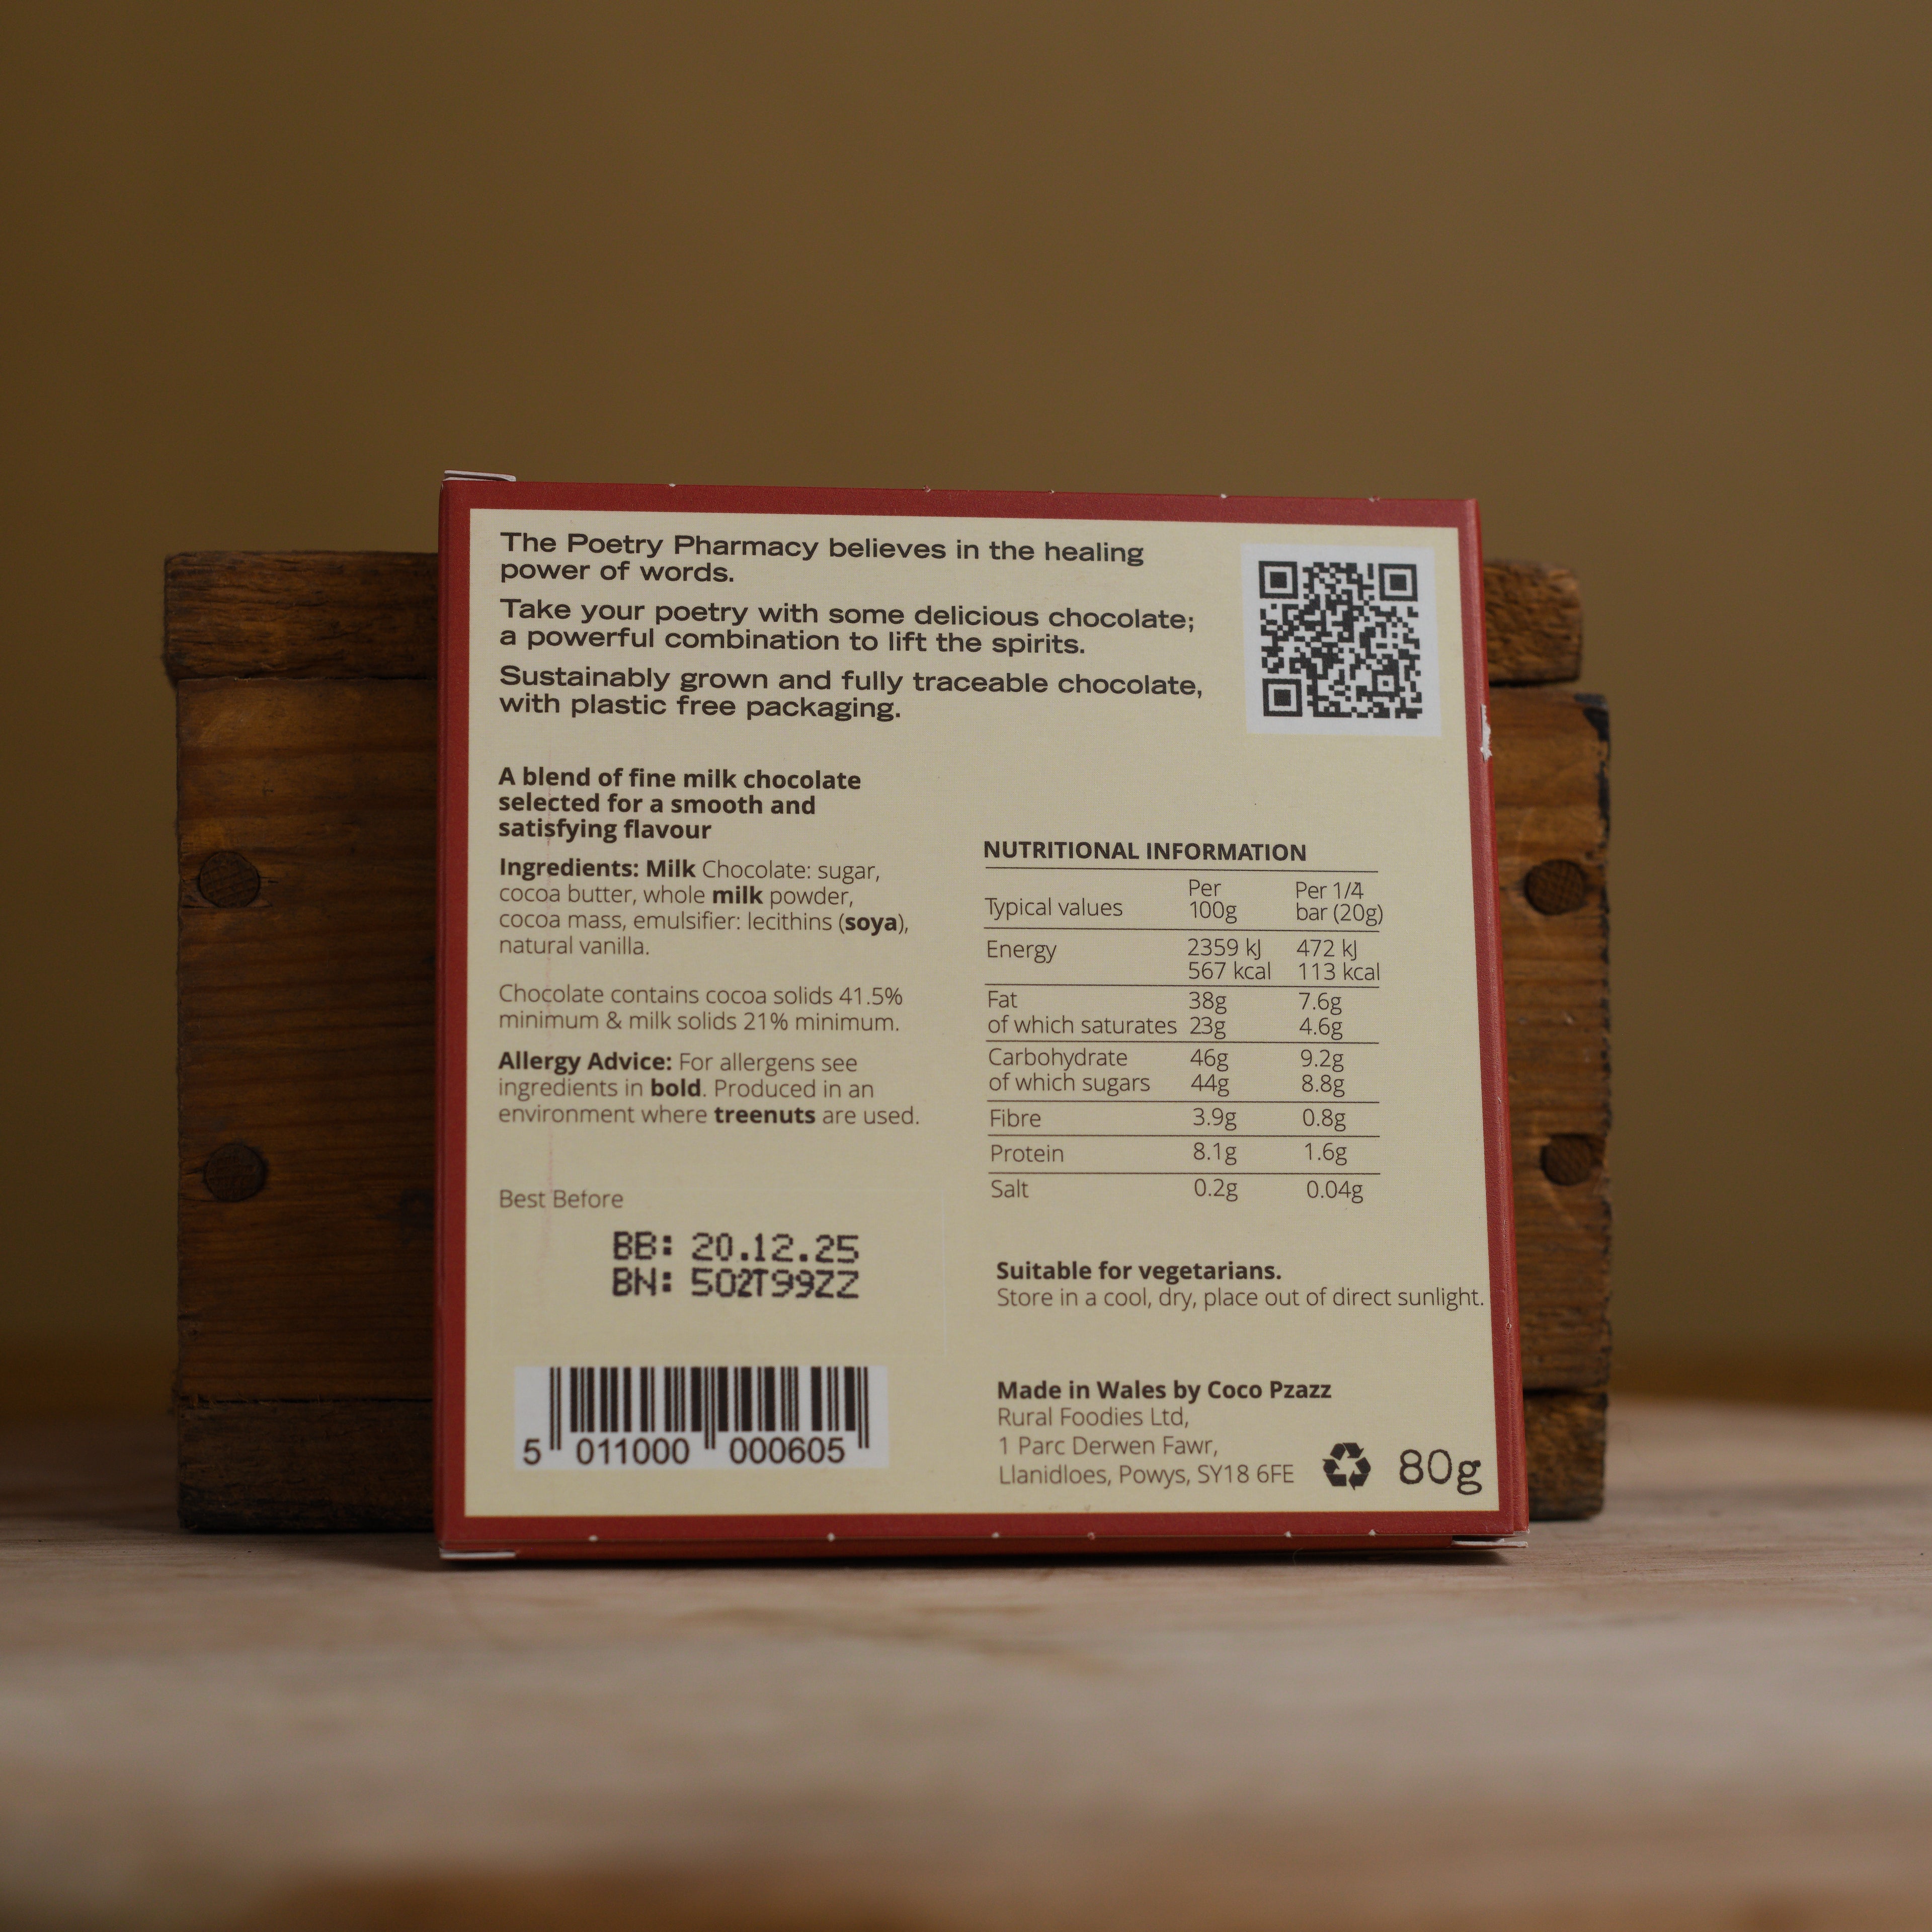 The Poetry Pharmacy believes in the healing
power of words.
Take your poetry with some delicious chocolate;
a powerful combination to lift the spirits.
Sustainably grown and fully traceable chocolate,
with plastic free packaging.
A blend of fine milk chocolate
selected for a smooth and
satisfying flavour
Ingredients: Milk Chocolate: sugar,
cocoa butter, whole milk powder,
cocoa mass, emulsifier: lecithins (soya),
natural vanilla.
Chocolate contains cocoa solids 41.5%
minimum & milk solids 21% minimum.
Allergy Advice: For allergens see
ingredients in bold. Produced in an
environment where treenuts are used.
Best Before
BB: 20.12.25
BN: 502T99ZZ
5 011000 000605
NUTRITIONAL INFORMATION
Typical values Per 100g Per 1/4 bar (20g)
Energy 2359 kJ 472 kJ
567 kcal 113 kcal
Fat 38g 7.6g
of which saturates 23g 4.6g
Carbohydrate 46g 9.2g
of which sugars 44g 8.8g
Fibre 3.9g 0.8g
Protein 8.1g 1.6g
Salt 0.2g 0.04g
Suitable for vegetarians.
Store in a cool, dry, place out of direct sunlight.
Made in Wales by Coco Pzazz
Rural Foodies Ltd,
1 Parc Derwen Fawr,
Llanidloes, Powys, SY18 6FE
80g